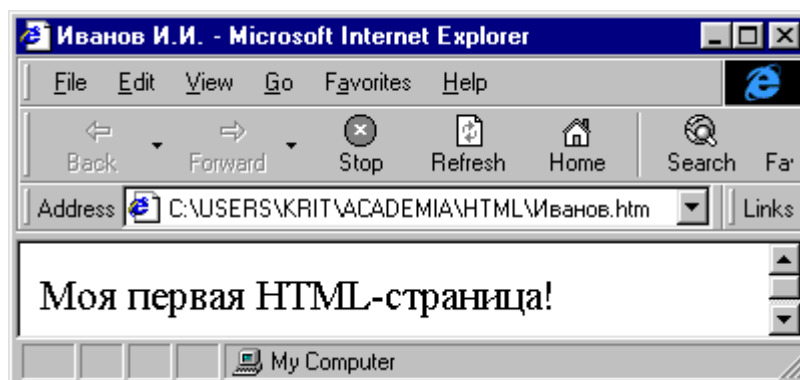 Иванов И.И. - Microsoft Internet Explorer
File Edit View Go Favorites Help
Back Forward Stop Refresh Home Search Fa
Address C:\USERS\KRIT\ACADEMIA\HTML\Иванов.htm Links
Моя первая HTML-страница!
My Computer